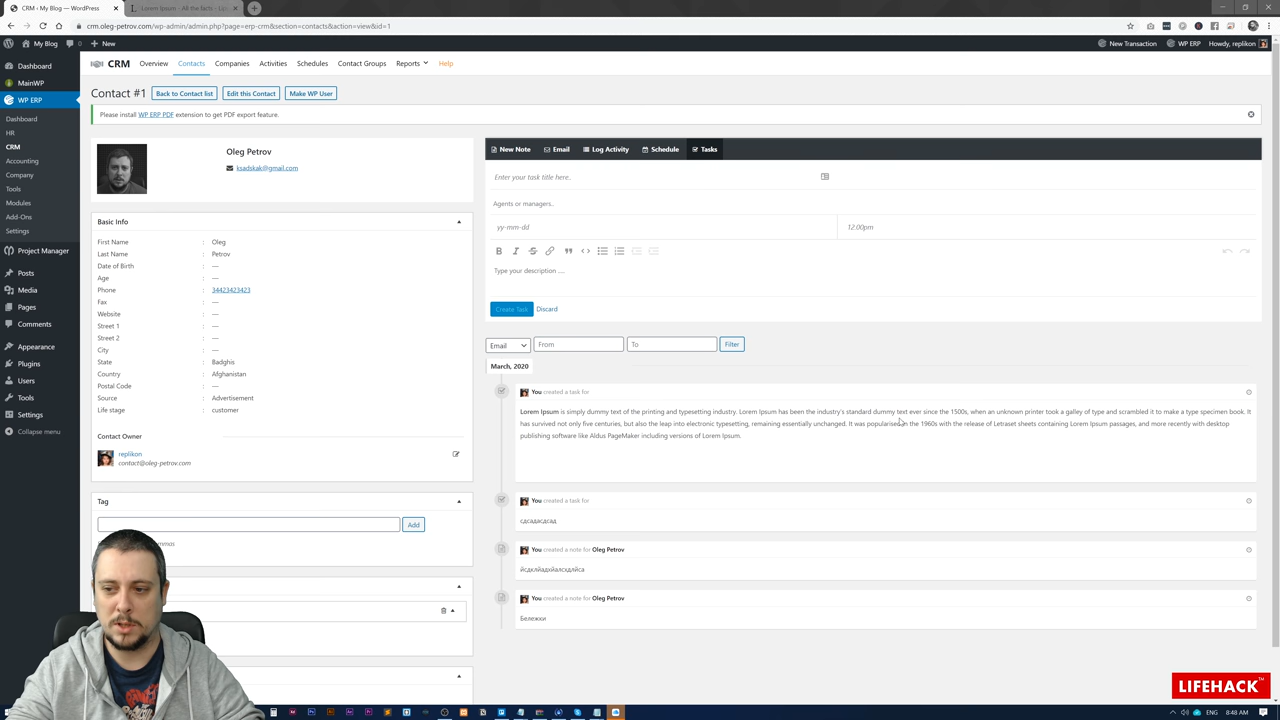 CRM ‹ My Blog — WordPress
Lorem Ipsum - All the facts - Lip
crm.oleg-petrov.com/wp-admin/admin.php?page=erp-crm&section=contacts&action=view&id=1
My Blog 0 New New Transaction WP ERP Howdy, replikon
Dashboard
MainWP
WP ERP
Dashboard
HR
CRM
Accounting
Company
Tools
Modules
Add-Ons
Settings
Project Manager
Posts
Media
Pages
Comments
Appearance
Plugins
Users
Tools
Settings
Collapse menu
CRM Overview Contacts Companies Activities Schedules Contact Groups Reports Help
Contact #1 Back to Contact list Edit this Contact Make WP User
Please install WP ERP PDF extension to get PDF export feature.
Oleg Petrov
ksadskak@gmail.com
Basic Info
First Name : Oleg
Last Name : Petrov
Date of Birth : —
Age : —
Phone : 34423423423
Fax : —
Website : —
Street 1 : —
Street 2 : —
City : —
State : Badghis
Country : Afghanistan
Postal Code : —
Source : Advertisement
Life stage : customer
Contact Owner
replikon
contact@oleg-petrov.com
Tag
Add
New Note Email Log Activity Schedule Tasks
Enter your task title here..
Agents or managers..
yy-mm-dd 12.00pm
Type your description ....
Create Task Discard
Email From To Filter
March, 2020
You created a task for
Lorem Ipsum is simply dummy text of the printing and typesetting industry. Lorem Ipsum has been the industry's standard dummy text ever since the 1500s, when an unknown printer took a galley of type and scrambled it to make a type specimen book. It
has survived not only five centuries, but also the leap into electronic typesetting, remaining essentially unchanged. It was popularised in the 1960s with the release of Letraset sheets containing Lorem Ipsum passages, and more recently with desktop
publishing software like Aldus PageMaker including versions of Lorem Ipsum.
You created a task for
сдсадасдсад
You created a note for Oleg Petrov
йсдклйадхйалсхдлйса
You created a note for Oleg Petrov
Бележки
LIFEHACK
ENG 8:48 AM